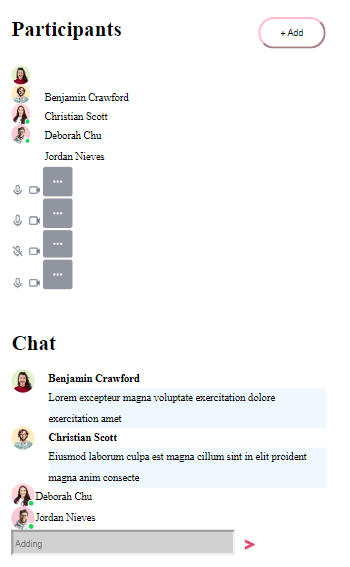 Participants
+ Add
Benjamin Crawford
Christian Scott
Deborah Chu
Jordan Nieves
...
...
...
...
Chat
Benjamin Crawford
Lorem excepteur magna voluptate exercitation dolore
exercitation amet
Christian Scott
Eiusmod laborum culpa est magna cillum sint in elit proident
magna anim consecte
Deborah Chu
Jordan Nieves
Adding